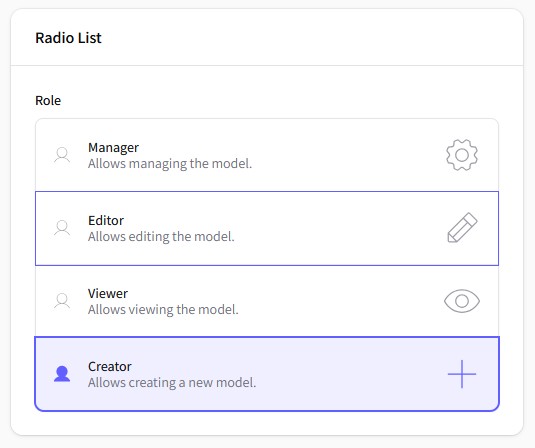 Radio List
Role
Manager
Allows managing the model.
Editor
Allows editing the model.
Viewer
Allows viewing the model.
Creator
Allows creating a new model.